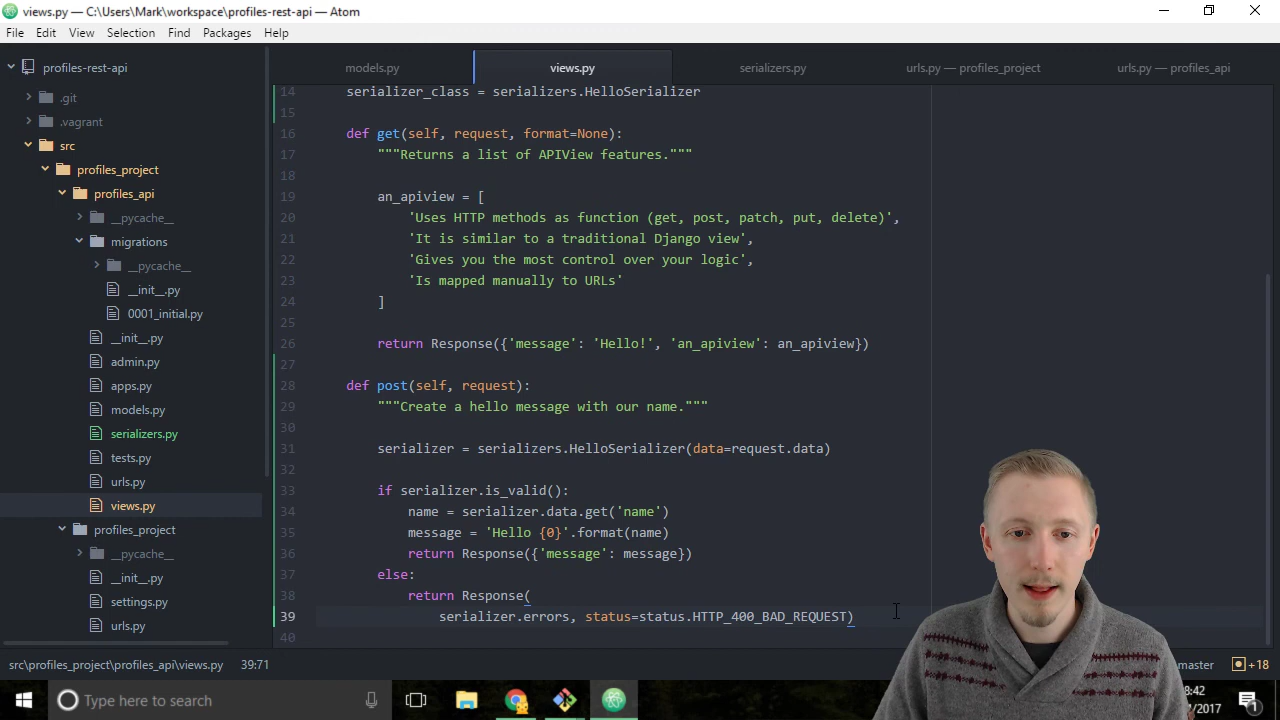 views.py — C:\Users\Mark\workspace\profiles-rest-api — Atom
File Edit View Selection Find Packages Help
profiles-rest-api
.git
.vagrant
src
profiles_project
profiles_api
__pycache__
migrations
__pycache__
__init__.py
0001_initial.py
__init__.py
admin.py
apps.py
models.py
serializers.py
tests.py
urls.py
views.py
profiles_project
__pycache__
__init__.py
settings.py
urls.py
models.py views.py serializers.py urls.py — profiles_project urls.py — profiles_api
14 serializer_class = serializers.HelloSerializer
15
16 def get(self, request, format=None):
17 """Returns a list of APIView features."""
18
19 an_apiview = [
20 'Uses HTTP methods as function (get, post, patch, put, delete)',
21 'It is similar to a traditional Django view',
22 'Gives you the most control over your logic',
23 'Is mapped manually to URLs'
24 ]
25
26 return Response({'message': 'Hello!', 'an_apiview': an_apiview})
27
28 def post(self, request):
29 """Create a hello message with our name."""
30
31 serializer = serializers.HelloSerializer(data=request.data)
32
33 if serializer.is_valid():
34 name = serializer.data.get('name')
35 message = 'Hello {0}'.format(name)
36 return Response({'message': message})
37 else:
38 return Response(
39 serializer.errors, status=status.HTTP_400_BAD_REQUEST)
40
src\profiles_project\profiles_api\views.py 39:71 master +18
Type here to search
8:42
/2017
1